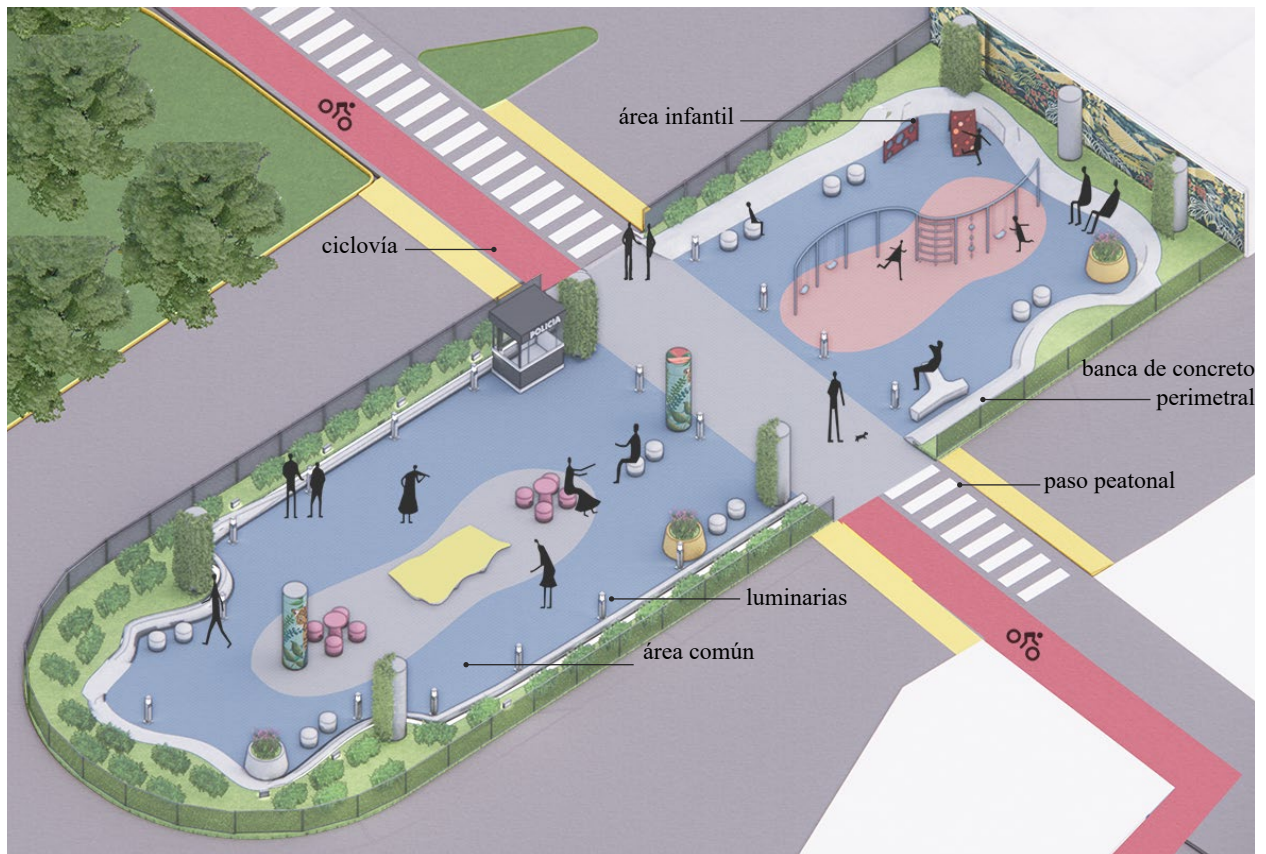 área infantil
ciclovía
POLICIA
banca de concreto
perimetral
paso peatonal
luminarias
área común